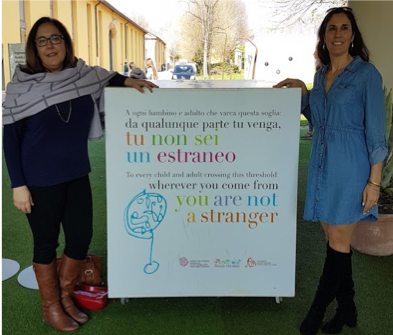 A ogni bambino e adulto che varca questa soglia:
da qualunque parte tu venga,
tu non sei
un estraneo
To every child and adult crossing this threshold
wherever you come from
you are not
a stranger